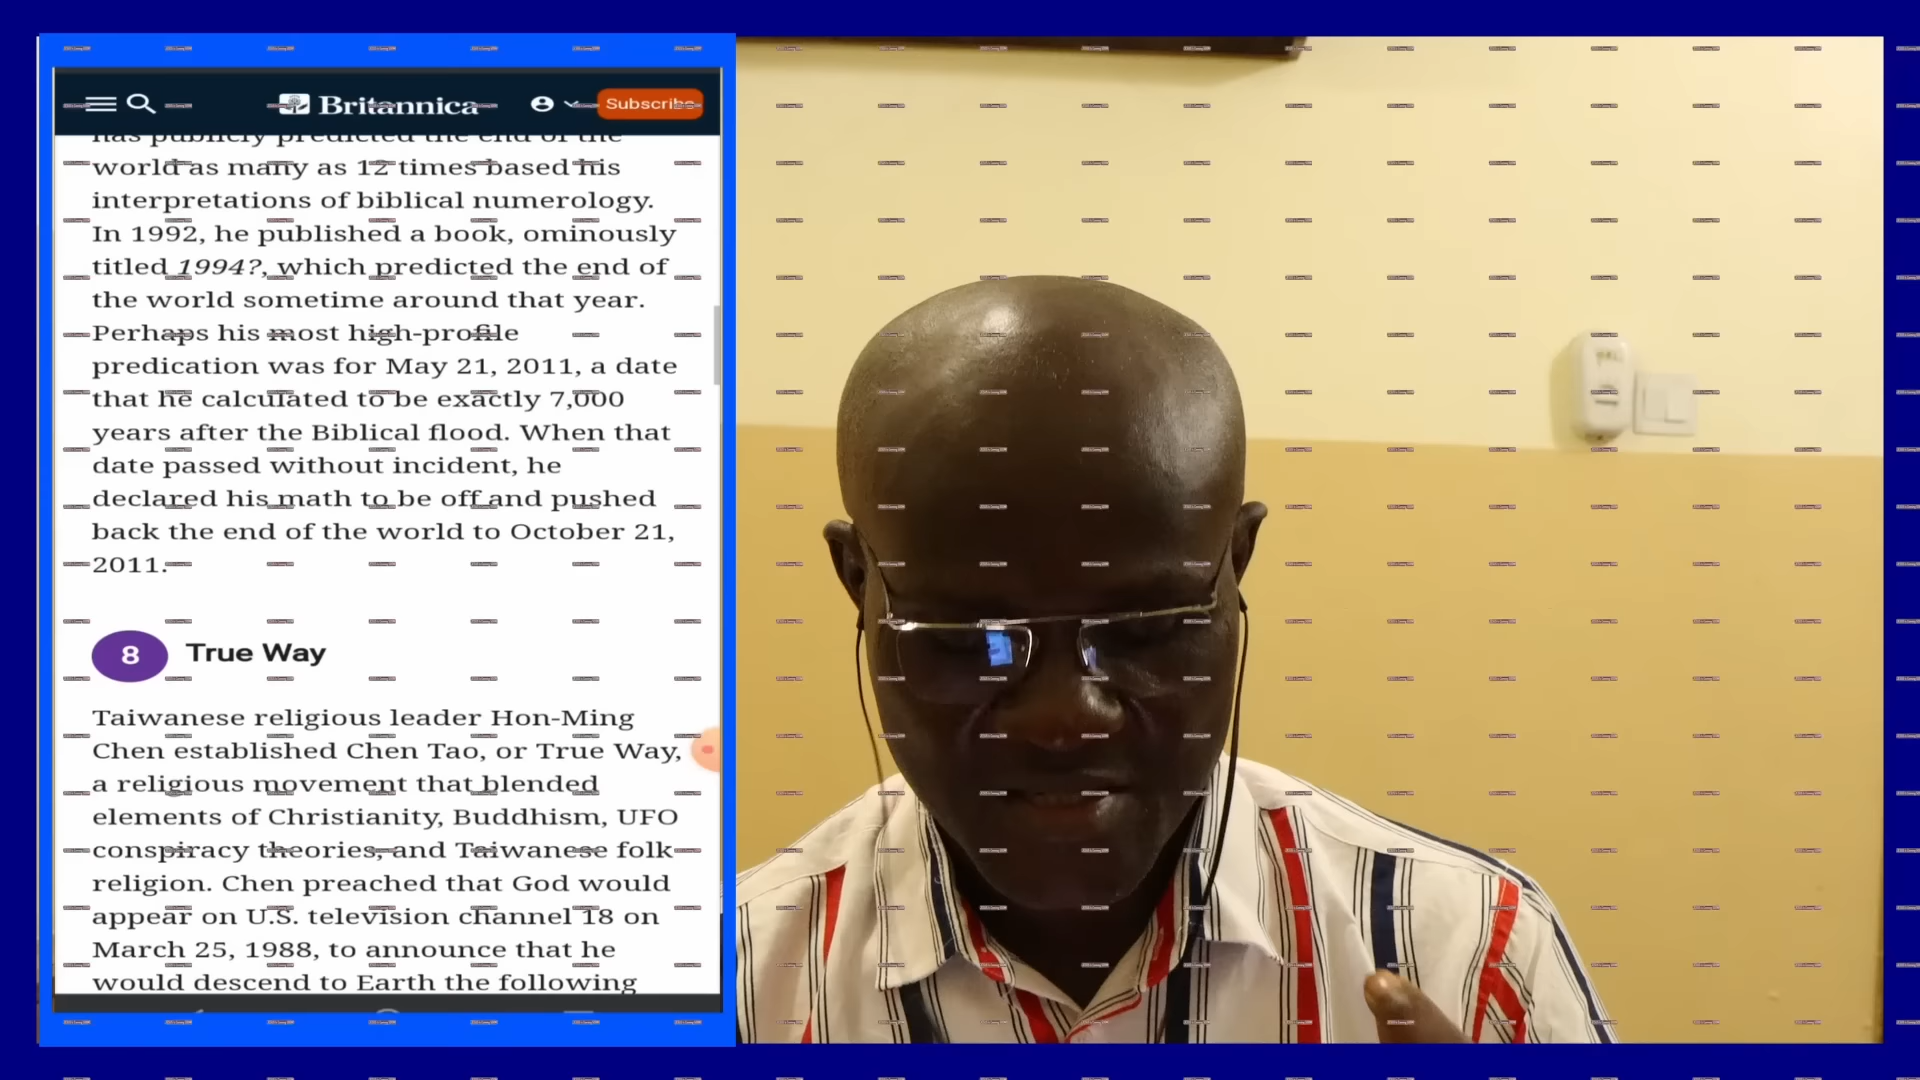 Britannica
Subscribe
has publicly predicted the end of the
world as many as 12 times based his
interpretations of biblical numerology.
In 1992, he published a book, ominously
titled 1994?, which predicted the end of
the world sometime around that year.
Perhaps his most high-profile
predication was for May 21, 2011, a date
that he calculated to be exactly 7,000
years after the Biblical flood. When that
date passed without incident, he
declared his math to be off and pushed
back the end of the world to October 21,
2011.
8 True Way
Taiwanese religious leader Hon-Ming
Chen established Chen Tao, or True Way,
a religious movement that blended
elements of Christianity, Buddhism, UFO
conspiracy theories, and Taiwanese folk
religion. Chen preached that God would
appear on U.S. television channel 18 on
March 25, 1988, to announce that he
would descend to Earth the following